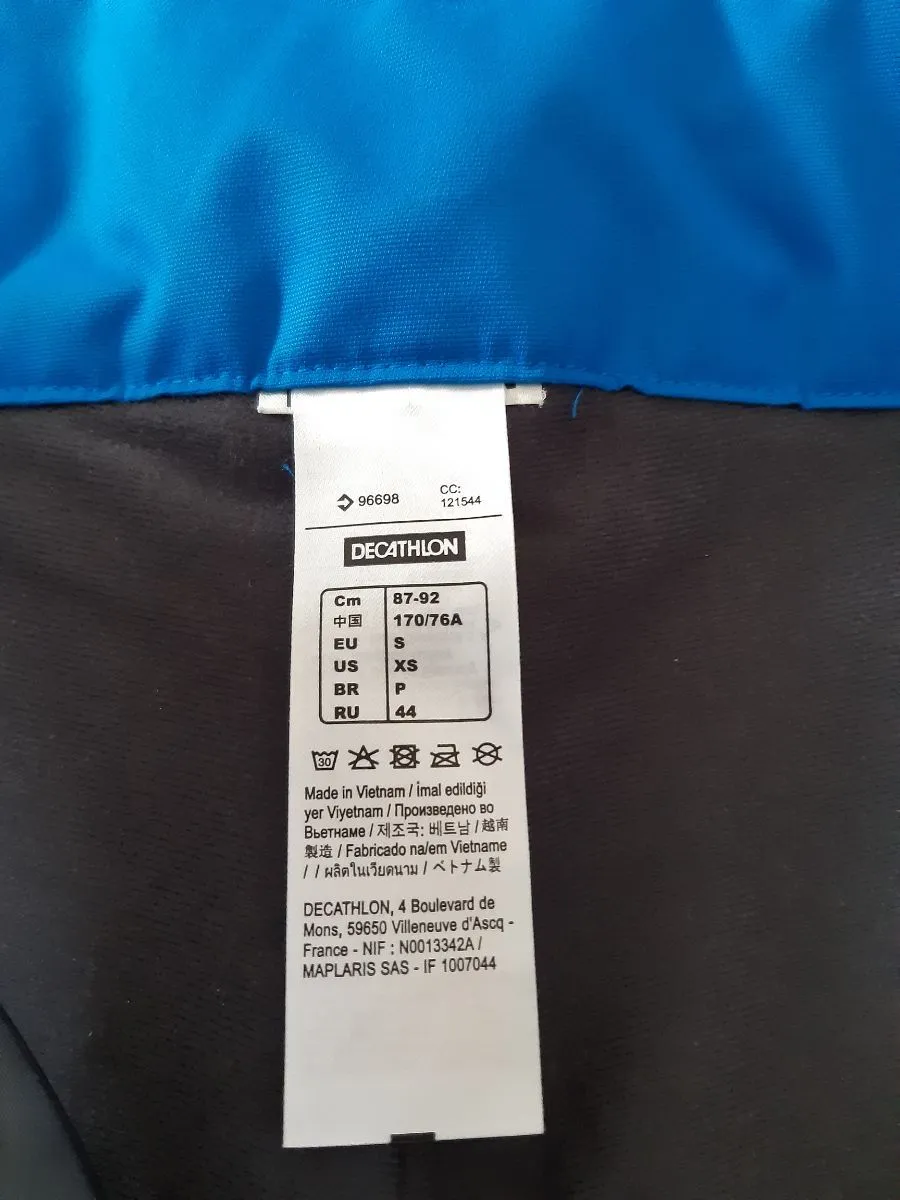 96698
CC:
121544
DECATHLON
Cm 87-92
中国 170/76A
EU S
US XS
BR P
RU 44
30
Made in Vietnam / İmal edildiği
yer Viyetnam / Произведено во
Вьетнаме / 제조국: 베트남 / 越南
製造 / Fabricado na/em Vietname
/ / ผลิตในเวียดนาม / ベトナム製
DECATHLON, 4 Boulevard de
Mons, 59650 Villeneuve d'Ascq -
France - NIF : N0013342A /
MAPLARIS SAS - IF 1007044